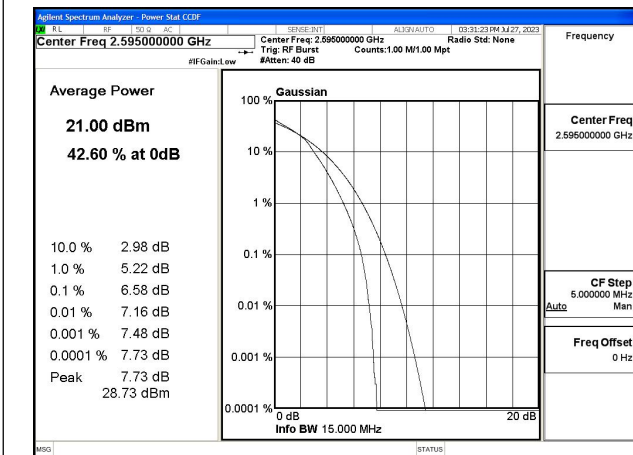 Agilent Spectrum Analyzer - Power Stat CCDF
RL RF 50 Ω AC SENSE:INT ALIGN AUTO 03:31:23 PM Jul 27, 2023
Center Freq 2.595000000 GHz
Center Freq: 2.595000000 GHz Radio Std: None
Trig: RF Burst Counts:1.00 M/1.00 Mpt
#IFGain:Low #Atten: 40 dB
Frequency
Average Power
21.00 dBm
42.60 % at 0dB
10.0 % 2.98 dB
1.0 % 5.22 dB
0.1 % 6.58 dB
0.01 % 7.16 dB
0.001 % 7.48 dB
0.0001 % 7.73 dB
Peak 7.73 dB
28.73 dBm
Gaussian
100 %
10 %
1 %
0.1 %
0.01 %
0.001 %
0.0001 %
0 dB 20 dB
Info BW 15.000 MHz
Center Freq
2.595000000 GHz
CF Step
5.000000 MHz
Auto Man
Freq Offset
0 Hz
MSG STATUS